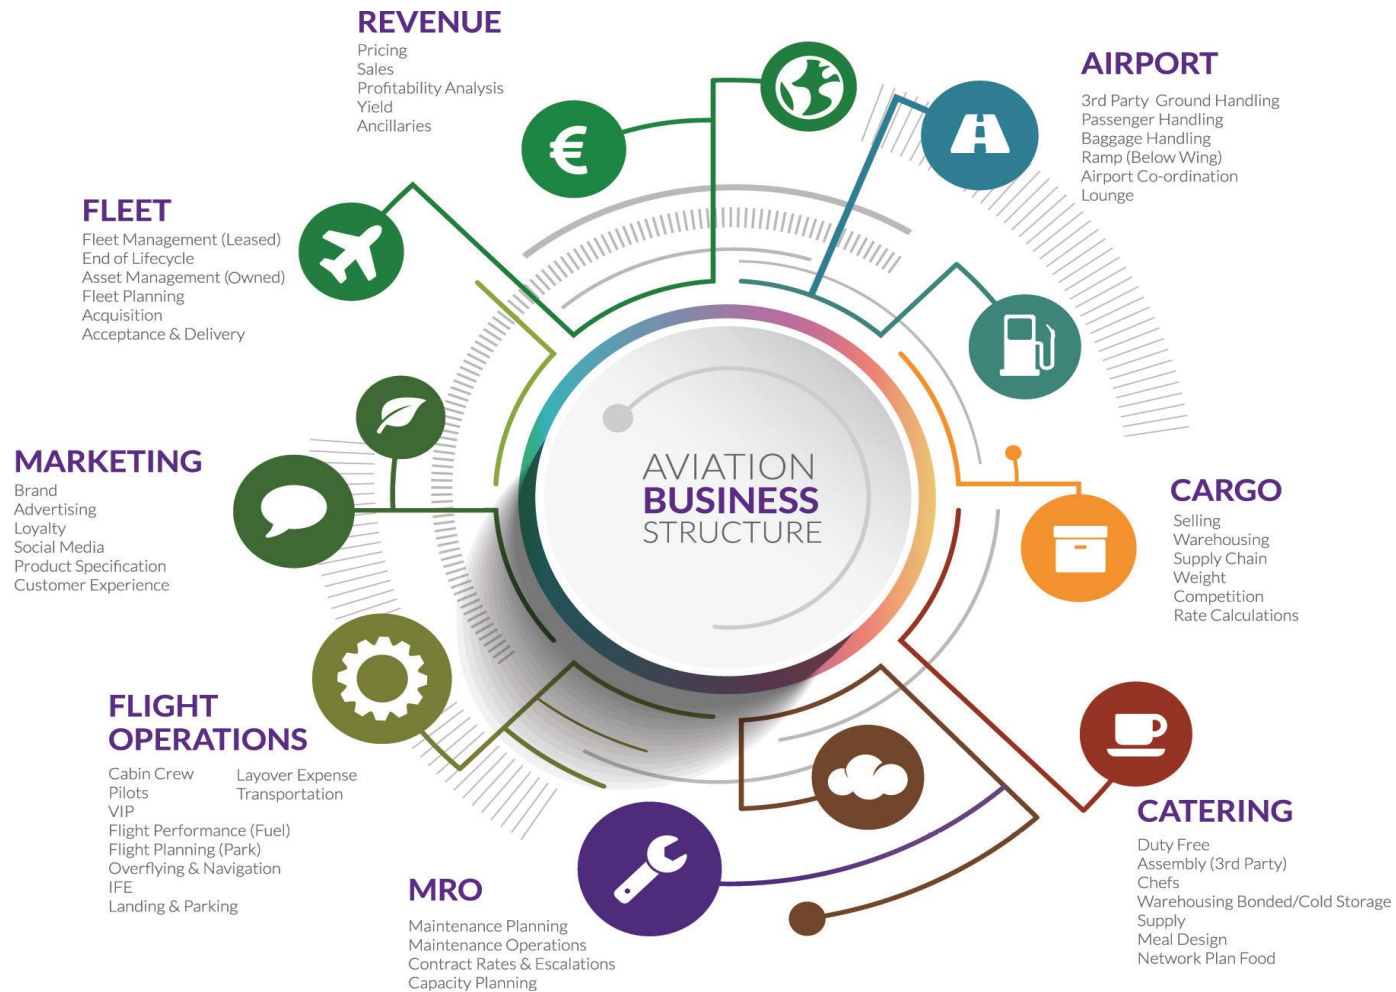 REVENUE
Pricing
Sales
Profitability Analysis
Yield
Ancillaries
AIRPORT
3rd Party Ground Handling
Passenger Handling
Baggage Handling
Ramp (Below Wing)
Airport Co-ordination
Lounge
€
FLEET
Fleet Management (Leased)
End of Lifecycle
Asset Management (Owned)
Fleet Planning
Acquisition
Acceptance & Delivery
MARKETING
Brand
Advertising
Loyalty
Social Media
Product Specification
Customer Experience
AVIATION
BUSINESS
STRUCTURE
CARGO
Selling
Warehousing
Supply Chain
Weight
Competition
Rate Calculations
FLIGHT
OPERATIONS
Cabin Crew
Pilots
VIP
Flight Performance (Fuel)
Flight Planning (Park)
Overflying & Navigation
IFE
Landing & Parking
Layover Expense
Transportation
MRO
Maintenance Planning
Maintenance Operations
Contract Rates & Escalations
Capacity Planning
CATERING
Duty Free
Assembly (3rd Party)
Chefs
Warehousing Bonded/Cold Storage
Supply
Meal Design
Network Plan Food